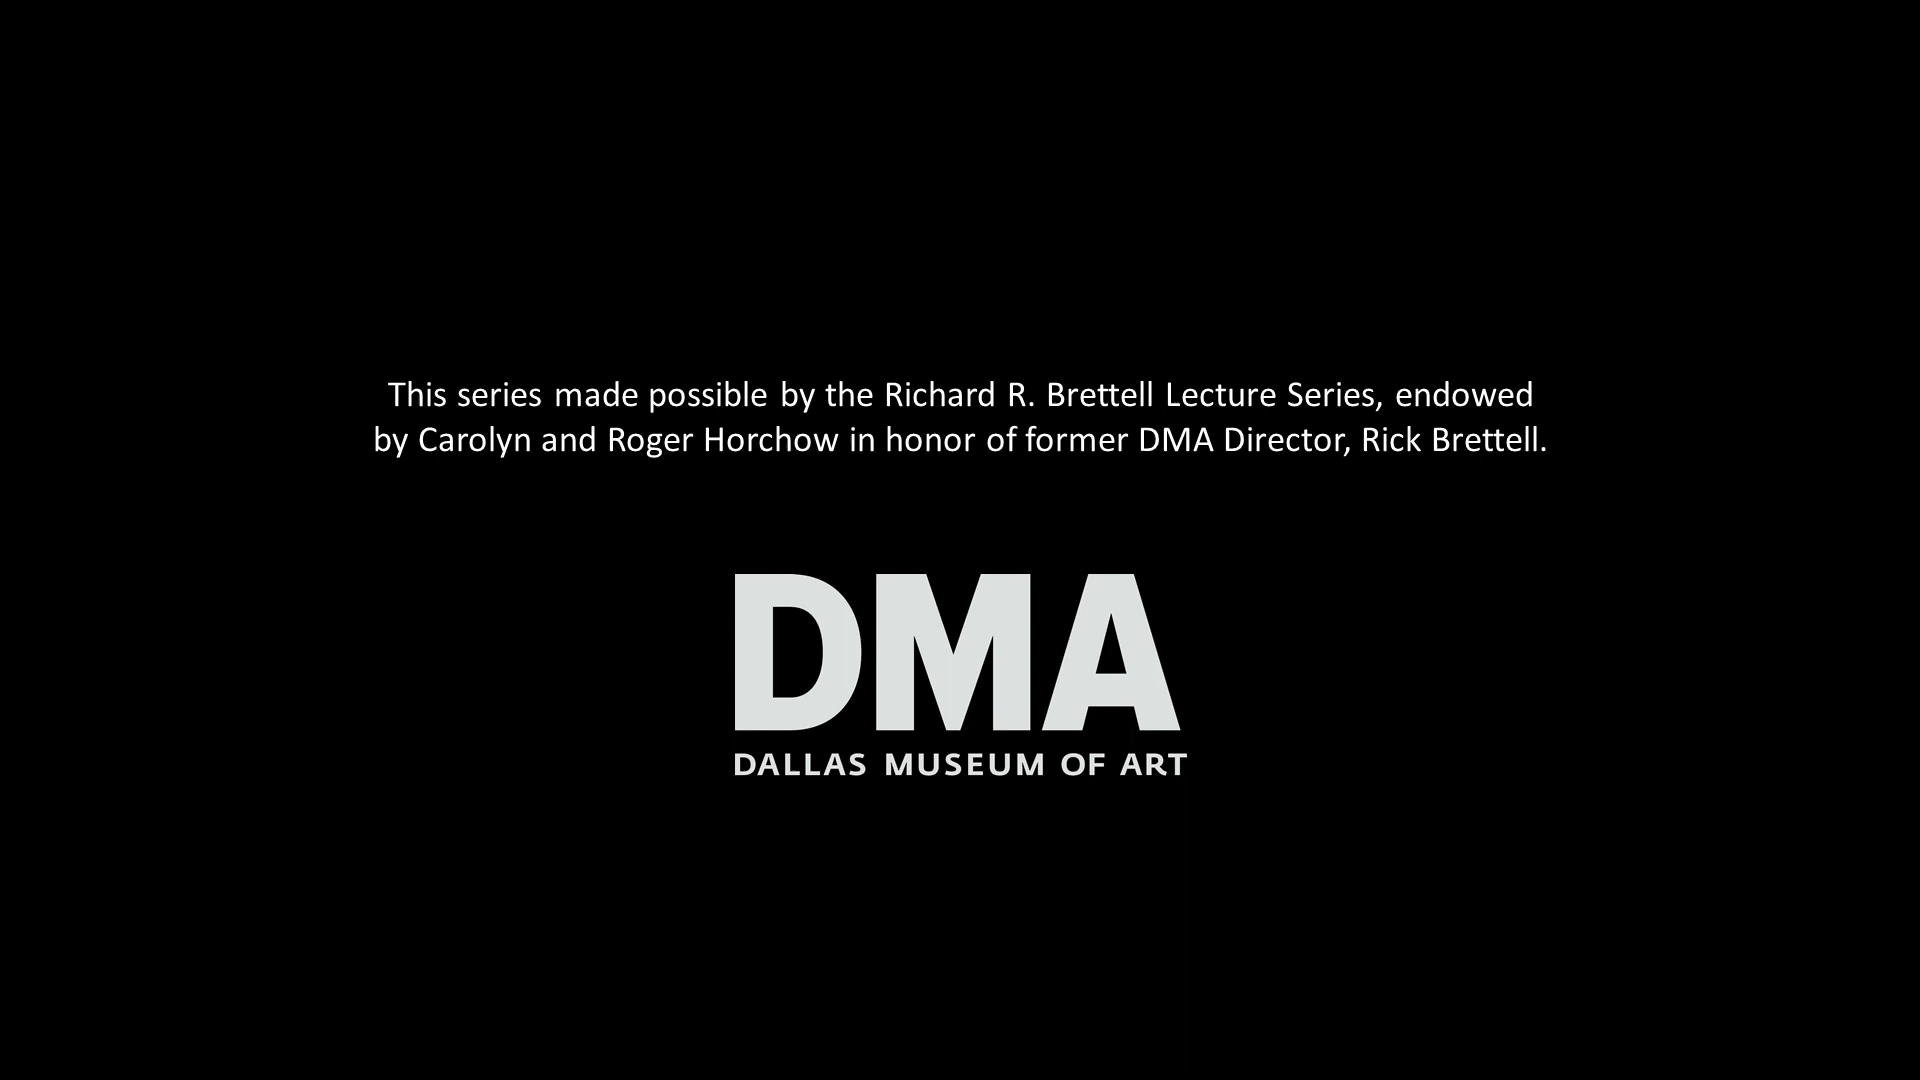 This series made possible by the Richard R. Brettell Lecture Series, endowed
by Carolyn and Roger Horchow in honor of former DMA Director, Rick Brettell.
DMA
DALLAS MUSEUM OF ART